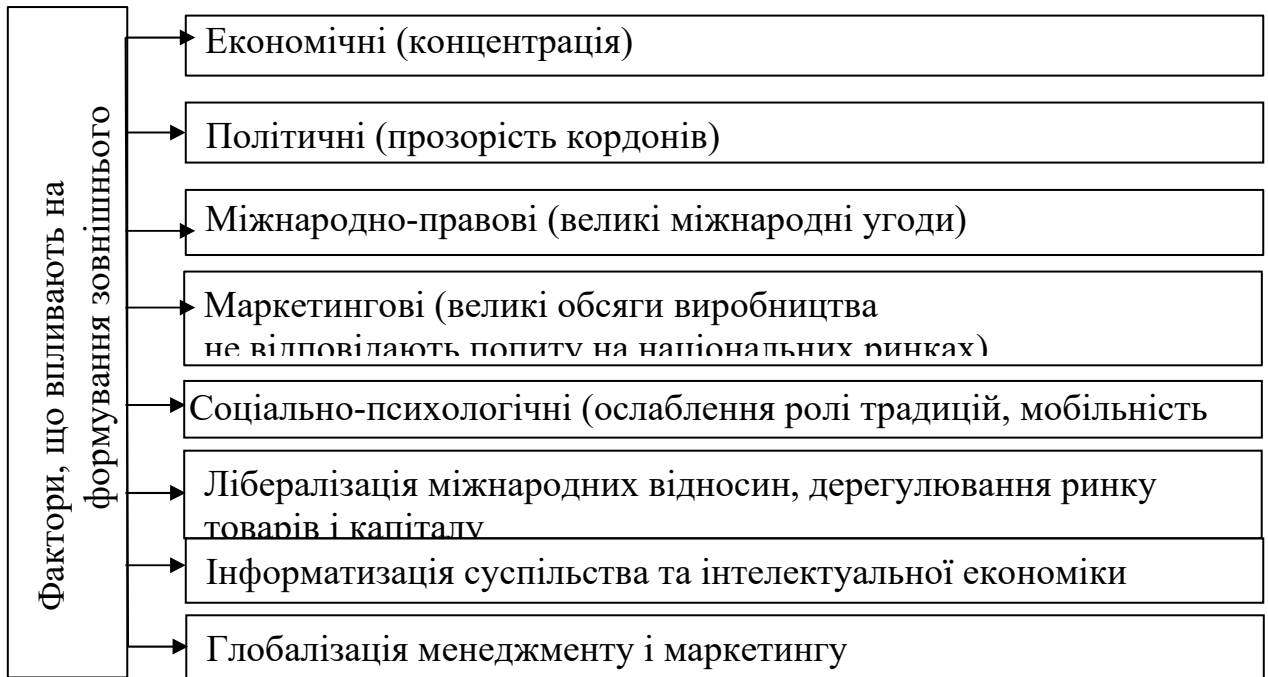 Фактори, що впливають на
формування зовнішнього
Економічні (концентрація)
Політичні (прозорість кордонів)
Міжнародно-правові (великі міжнародні угоди)
Маркетингові (великі обсяги виробництва
не відповідають попиту на національних ринках)
Соціально-психологічні (ослаблення ролі традицій, мобільність
Лібералізація міжнародних відносин, дерегулювання ринку
товарів і капіталу
Інформатизація суспільства та інтелектуальної економіки
Глобалізація менеджменту і маркетингу